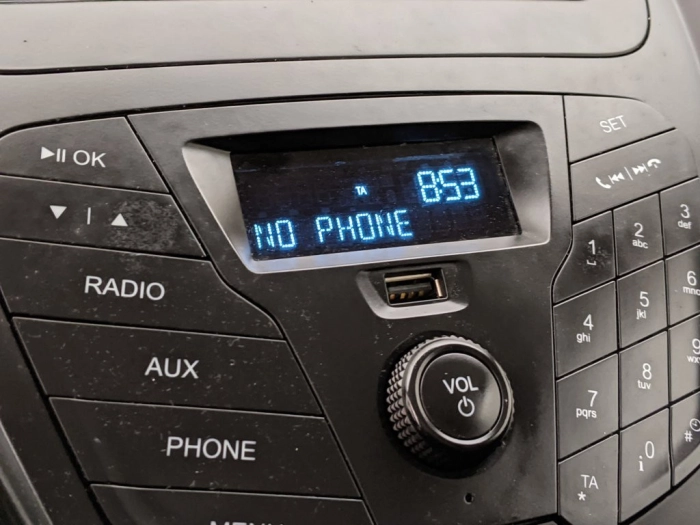 ▶II OK
▼ | ▲
RADIO
AUX
PHONE
MENU
TA
8:53
NO PHONE
VOL
SET
1
2
abc
3
def
4
ghi
5
jkl
6
mno
7
pqrs
8
tuv
9
TA
*
i 0
#